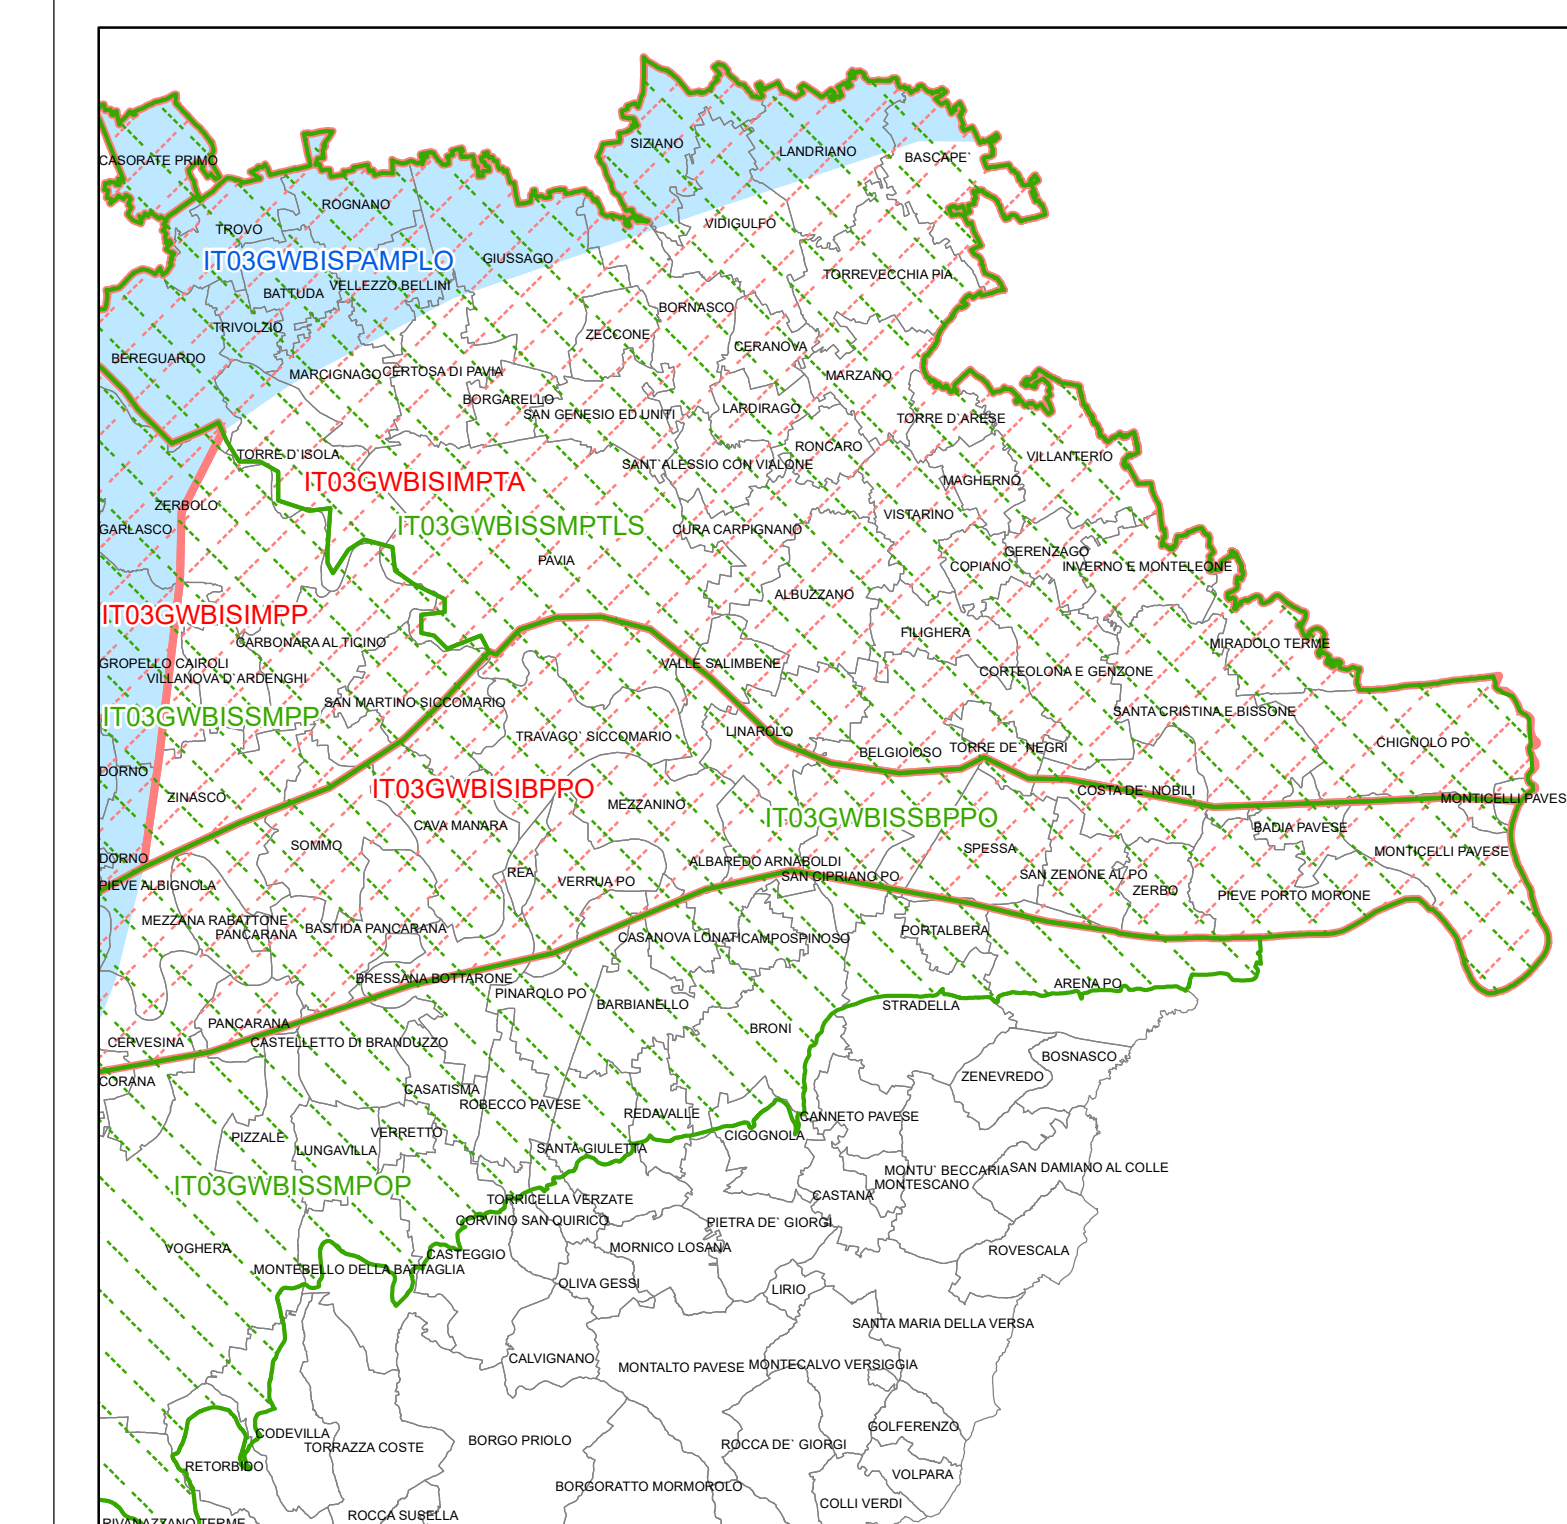 SIZIANO
LANDRIANO
BASCAPE`
CASORATE PRIMO
ROGNANO
TROVO
VIDIGULFO
IT03GWBISPAMPLO
GIUSSAGO
TORREVECCHIA PIA
BATTUDA
VELLEZZO BELLINI
BORNASCO
TRIVOLZIO
ZECCONE
CERANOVA
BEREGUARDO
MARCIGNAGO
CERTOSA DI PAVIA
MARZANO
BORGARELLO
SAN GENESIO ED UNITI
LARDIRAGO
TORRE D`ARESE
TORRE D`ISOLA
RONCARO
VILLANTERIO
SANT`ALESSIO CON VIALONE
IT03GWBISIMPTA
MAGHERNO
ZERBOLO
VISTARINO
GARLASCO
IT03GWBISSMPTLS
CURA CARPIGNANO
PAVIA
GERENZAGO
COPIANO
INVERNO E MONTELEONE
ALBUZZANO
IT03GWBISIMPP
FILIGHERA
CARBONARA AL TICINO
MIRADOLO TERME
GROPELLO CAIROLI
VALLE SALIMBENE
VILLANOVA D`ARDENGHI
CORTEOLONA E GENZONE
SAN MARTINO SICCOMARIO
IT03GWBISSMPP
SANTA CRISTINA E BISSONE
TRAVACO` SICCOMARIO
LINAROLO
BELGIOIOSO
TORRE DE` NEGRI
CHIGNOLO PO
DORNO
IT03GWBISIBPPO
COSTA DE` NOBILI
ZINASCO
MEZZANINO
MONTICELLI PAVES
IT03GWBISSBPPO
CAVA MANARA
BADIA PAVESE
SOMMO
SPESSA
MONTICELLI PAVESE
DORNO
ALBAREDO ARNABOLDI
REA
SAN CIPRIANO PO
SAN ZENONE AL PO
PIEVE ALBIGNOLA
VERRUA PO
ZERBO
PIEVE PORTO MORONE
MEZZANA RABATTONE
PANCARANA
BASTIDA PANCARANA
CASANOVA LONATI
CAMPOSPINOSO
PORTALBERA
BRESSANA BOTTARONE
ARENA PO
PINAROLO PO
BARBIANELLO
STRADELLA
PANCARANA
BRONI
CERVESINA
CASTELLETTO DI BRANDUZZO
BOSNASCO
CORANA
ZENEVREDO
CASATISMA
ROBECCO PAVESE
REDAVALLE
CANNETO PAVESE
PIZZALE
VERRETTO
CIGOGNOLA
LUNGAVILLA
SANTA GIULETTA
MONTU` BECCARIA
SAN DAMIANO AL COLLE
IT03GWBISSMPOP
MONTESCANO
CASTANA
TORRICELLA VERZATE
CORVINO SAN QUIRICO
PIETRA DE` GIORGI
VOGHERA
MORNICO LOSANA
ROVESCALA
CASTEGGIO
MONTEBELLO DELLA BATTAGLIA
OLIVA GESSI
LIRIO
SANTA MARIA DELLA VERSA
CALVIGNANO
MONTALTO PAVESE
MONTECALVO VERSIGGIA
GOLFERENZO
CODEVILLA
TORRAZZA COSTE
BORGO PRIOLO
ROCCA DE` GIORGI
RETORBIDO
VOLPARA
BORGORATTO MORMOROLO
COLLI VERDI
ROCCA SUSELLA
RIVANAZZANO TERME